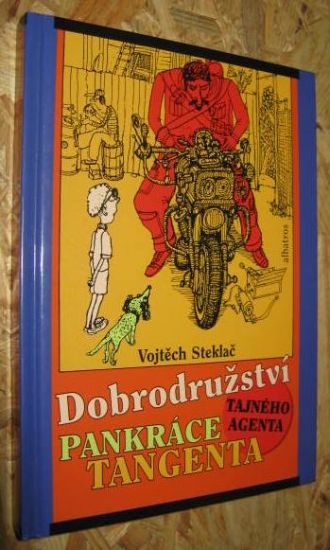 albatros
Vojtěch Steklač
Dobrodružství
TAJNÉHO
AGENTA
PANKRÁCE
TANGENTA